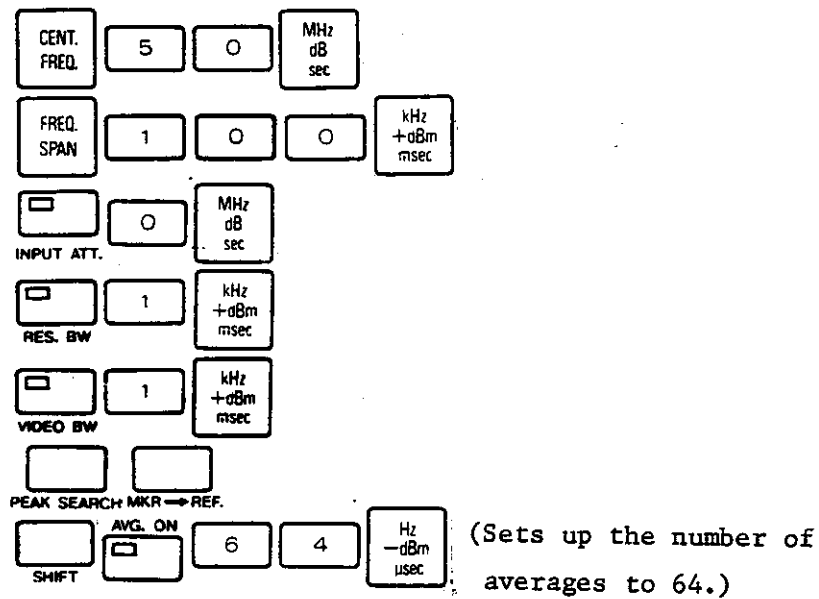 CENT. FREQ. 5 0 MHz dB sec
FREQ. SPAN 1 0 0 kHz +dBm msec
0 MHz dB sec
INPUT ATT.
1 kHz +dBm msec
RES. BW
1 kHz +dBm msec
VIDEO BW
PEAK SEARCH MKR→REF.
AVG. ON
6 4 Hz -dBm μsec (Sets up the number of
SHIFT averages to 64.)